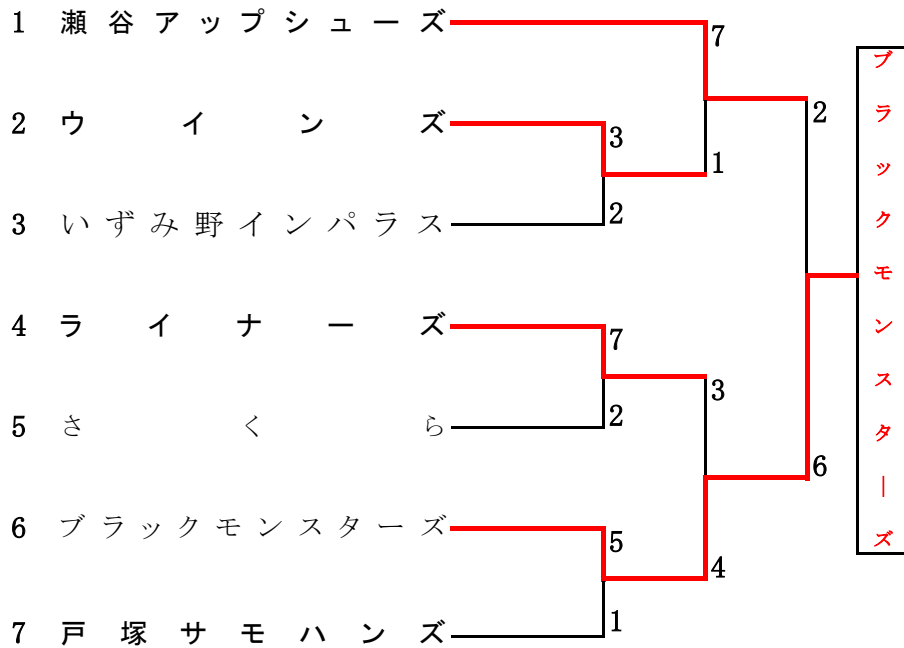 1 瀬谷アップシューズ
7
2 ウインズ
3
1
3 いずみ野インパラス
2
2
4 ライナーズ
7
3
5 さくら
2
6
6 ブラックモンスターズ
5
4
7 戸塚サモハンズ
1
ブラックモンスターズ